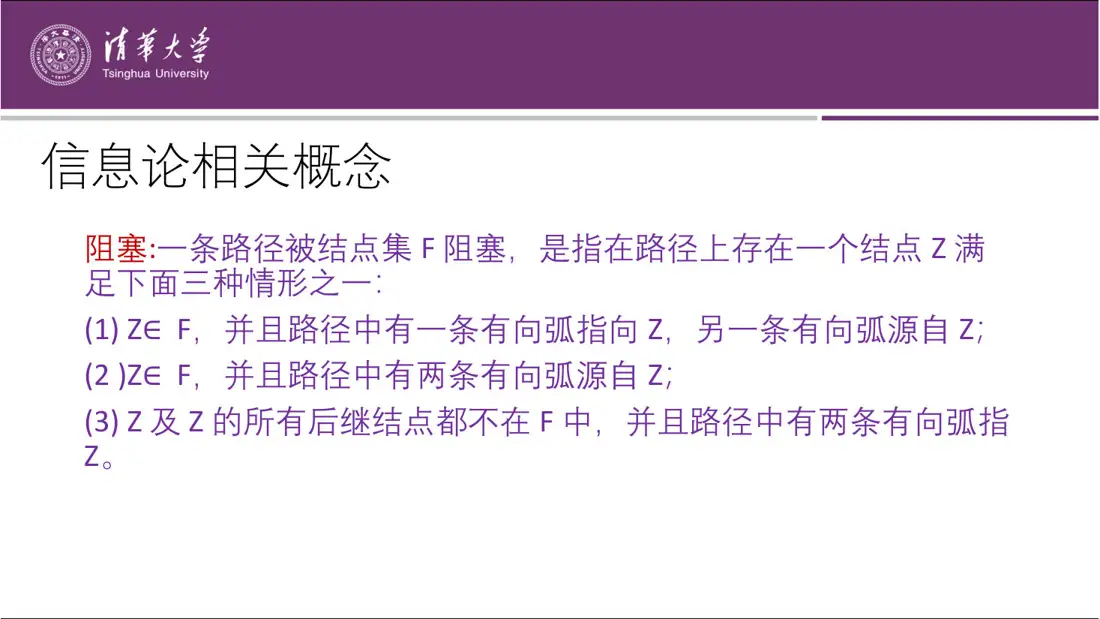 清华大学
Tsinghua University
信息论相关概念
阻塞:一条路径被结点集 F 阻塞，是指在路径上存在一个结点 Z 满
足下面三种情形之一：
(1) Z∈ F，并且路径中有一条有向弧指向 Z，另一条有向弧源自 Z；
(2 )Z∈ F，并且路径中有两条有向弧源自 Z；
(3) Z 及 Z 的所有后继结点都不在 F 中，并且路径中有两条有向弧指
Z。